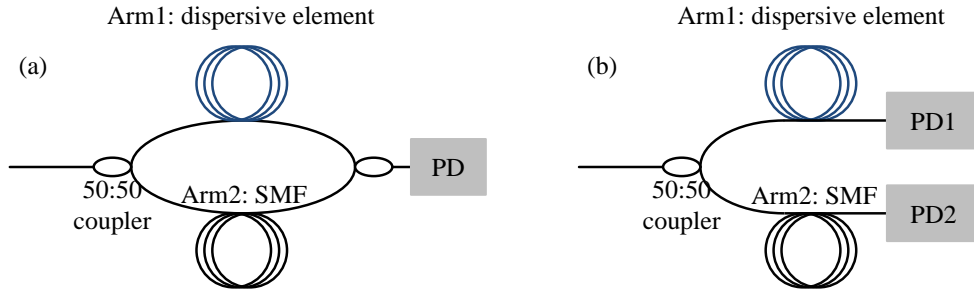 Arm1: dispersive element
(a)
PD
50:50
coupler
Arm2: SMF
Arm1: dispersive element
(b)
PD1
50:50
coupler
Arm2: SMF
PD2